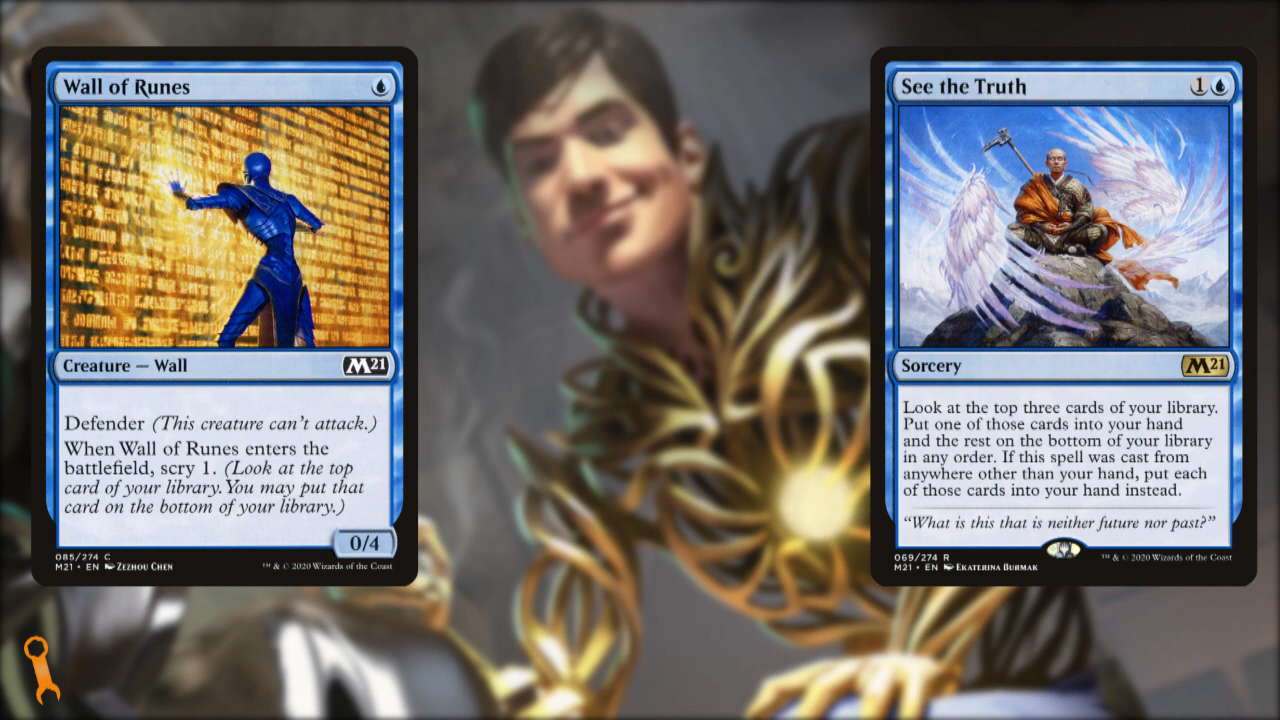 Wall of Runes
Creature — Wall
M21
Defender (This creature can't attack.)
When Wall of Runes enters the
battlefield, scry 1. (Look at the top
card of your library. You may put that
card on the bottom of your library.)
0/4
085/274 C
M21 • EN Zezhou Chen
™ & © 2020 Wizards of the Coast
See the Truth
1
Sorcery
M21
Look at the top three cards of your library.
Put one of those cards into your hand
and the rest on the bottom of your library
in any order. If this spell was cast from
anywhere other than your hand, put each
of those cards into your hand instead.
“What is this that is neither future nor past?”
069/274 R
M21 • EN Ekaterina Burmak
™ & © 2020 Wizards of the Coast